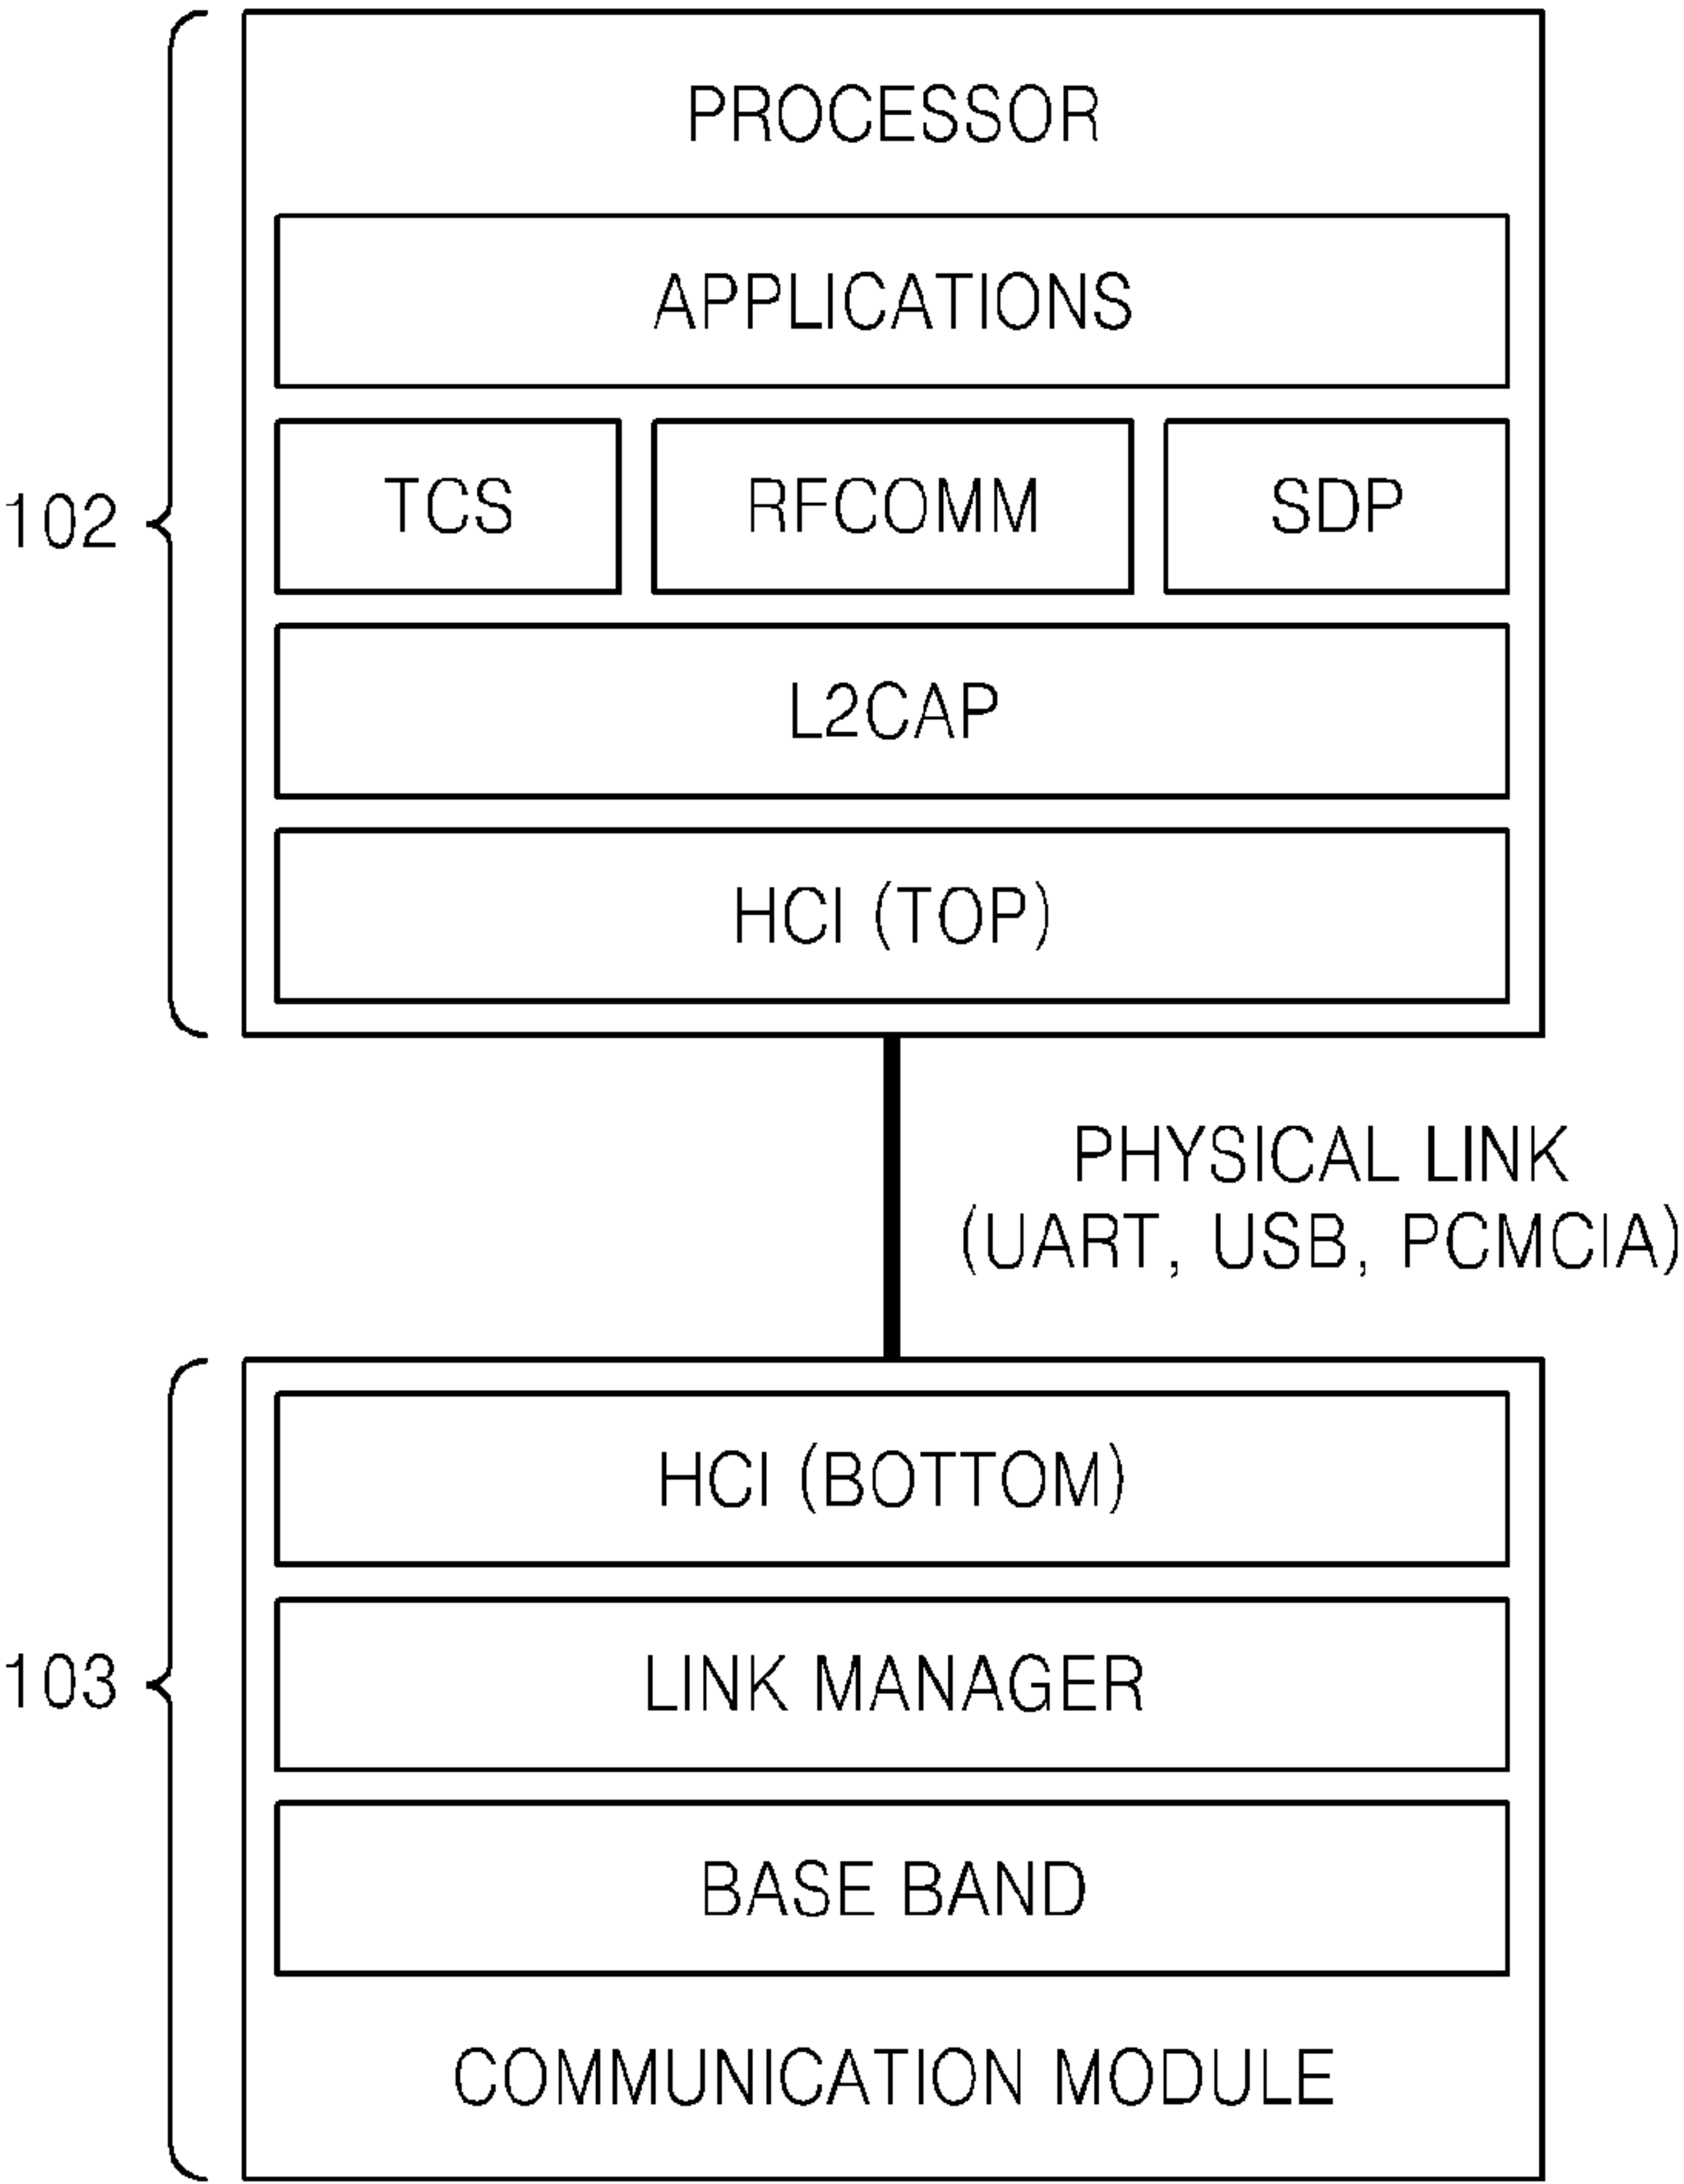 PROCESSOR
APPLICATIONS
102
TCS
RFCOMM
SDP
L2CAP
HCI (TOP)
PHYSICAL LINK
(UART, USB, PCMCIA)
HCI (BOTTOM)
103
LINK MANAGER
BASE BAND
COMMUNICATION MODULE